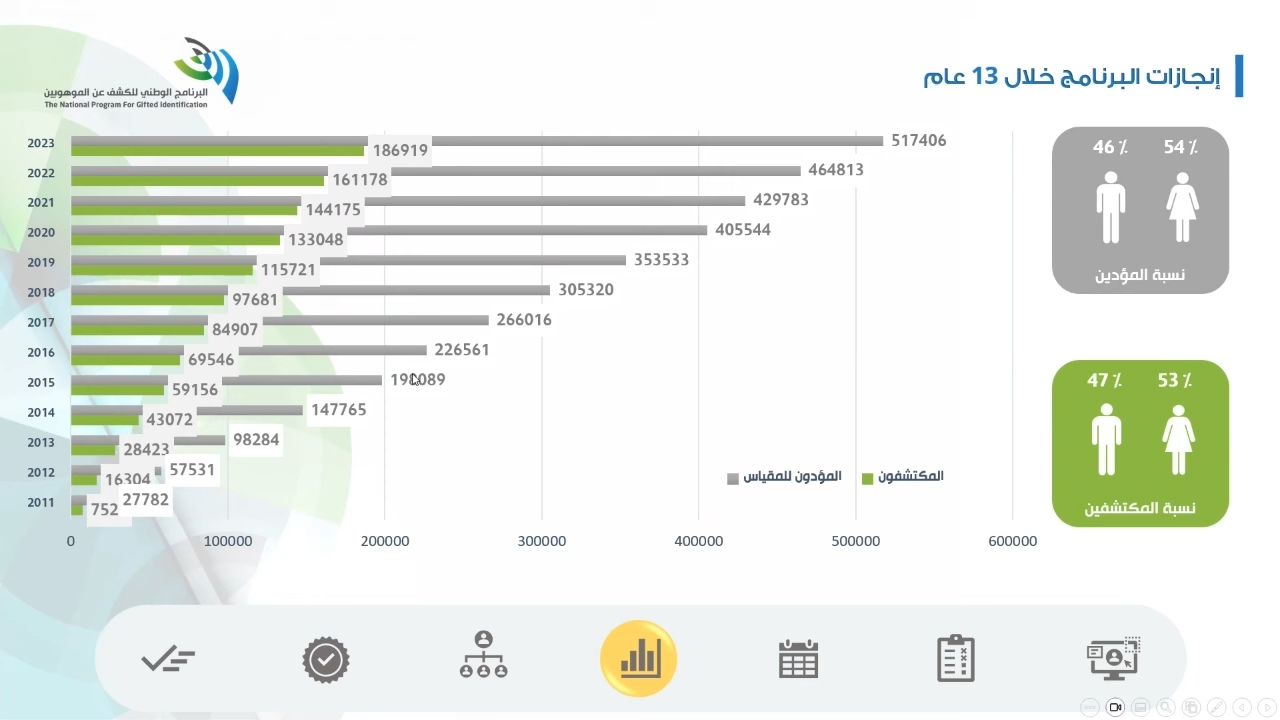 إنجازات البرنامج خلال 13 عام
البرنامج الوطني للكشف عن الموهوبين
The National Program For Gifted Identification
2023 186919 517406
2022 161178 464813
2021 144175 429783
2020 133048 405544
2019 115721 353533
2018 97681 305320
2017 84907 266016
2016 69546 226561
2015 59156
2014 43072 147765
2013 28423 98284
2012 16304 57531
2011 27782
0 100000 200000 300000 400000 500000 600000
المؤدون للمقياس المكتشفون
46 % 54 %
نسبة المؤدين
47 % 53 %
نسبة المكتشفين